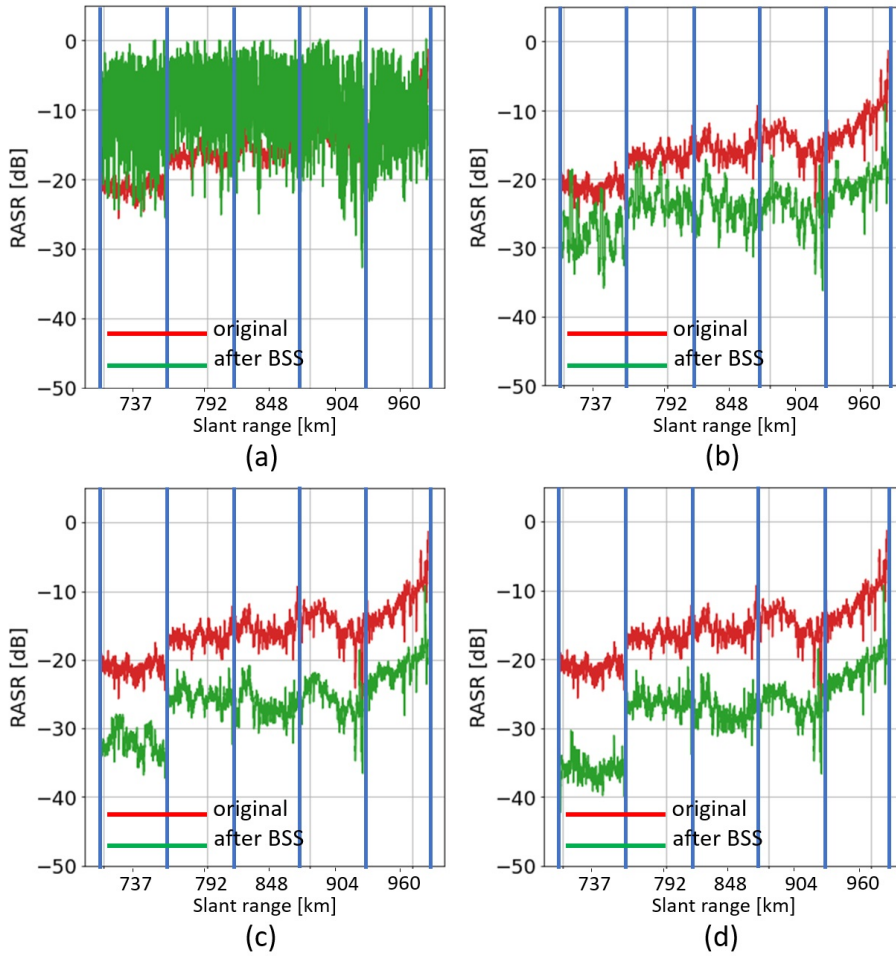 0
−10
−20
−30
−40
−50
RASR [dB]
original
after BSS
737 792 848 904 960
Slant range [km]
(a)
0
−10
−20
−30
−40
−50
RASR [dB]
original
after BSS
737 792 848 904 960
Slant range [km]
(b)
0
−10
−20
−30
−40
−50
RASR [dB]
original
after BSS
737 792 848 904 960
Slant range [km]
(c)
0
−10
−20
−30
−40
−50
RASR [dB]
original
after BSS
737 792 848 904 960
Slant range [km]
(d)